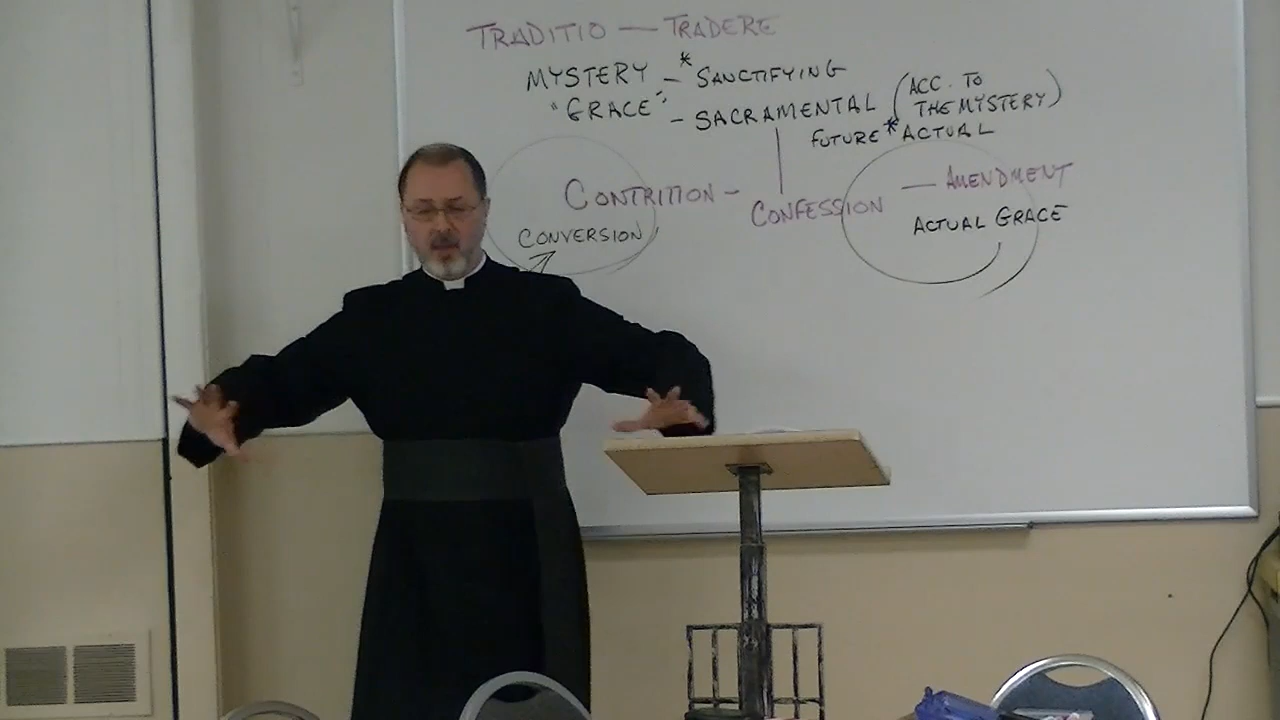 TRADITIO — TRADERE
MYSTERY — * SANCTIFYING
"GRACE" — SACRAMENTAL (ACC. TO
THE MYSTERY)
FUTURE * ACTUAL
CONTRITION — CONFESSION — AMENDMENT
CONVERSION
ACTUAL GRACE